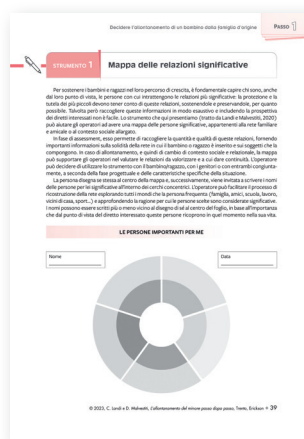 Decidere l'allontanamento di un bambino dalla famiglia d'origine PASSO 1
STRUMENTO 1 Mappa delle relazioni significative
Per sostenere i bambini e ragazzi nel loro percorso di crescita, è fondamentale capire chi sono, anche
dal loro punto di vista, le persone con cui intrattengono le relazioni più significative: la protezione e la
tutela dei più piccoli devono tener conto di queste relazioni, sostenendole e preservandole, per quanto
possibile. Talvolta però raccogliere queste informazioni in modo esaustivo e includendo la prospettiva
dei diretti interessati non è facile. Lo strumento che qui presentiamo (tratto da Landi e Malvestiti, 2020)
può aiutare gli operatori ad avere una mappa delle persone significative, appartenenti alla rete familiare
e amicale o al contesto sociale allargato.
In fase di assessment, esso permette di raccogliere la quantità e qualità di queste relazioni, fornendo
importanti informazioni sulla solidità della rete in cui il bambino o ragazzo è inserito e sui soggetti che la
compongono. In caso di allontanamento, e quindi di cambio di contesto sociale e relazionale, la mappa
può supportare gli operatori nel valutare le relazioni da valorizzare e a cui dare continuità. L'operatore
può decidere di utilizzare lo strumento con il bambino/ragazzo, con i genitori o con entrambi congiunta-
mente, a seconda della fase progettuale e delle caratteristiche specifiche della situazione.
La persona disegna se stessa al centro della mappa e, successivamente, viene invitata a scrivere i nomi
delle persone per lei significative all'interno dei cerchi concentrici. L'operatore può facilitare il processo di
ricostruzione della rete esplorando tutti i mondi che la persona frequenta (famiglia, amici, scuola, lavoro,
vicini di casa, sport...) e approfondendo la ragione per cui le persone scelte sono considerate significative. I
nomi possono essere scritti più o meno vicino al disegno di sé al centro del foglio, in base all'importanza
che dal punto di vista del diretto interessato queste persone ricoprono in quel momento nella sua vita.
LE PERSONE IMPORTANTI PER ME
Nome Data
© 2023, C. Landi e D. Malvestiti, L'allontanamento del minore passo dopo passo, Trento, Erickson • 39